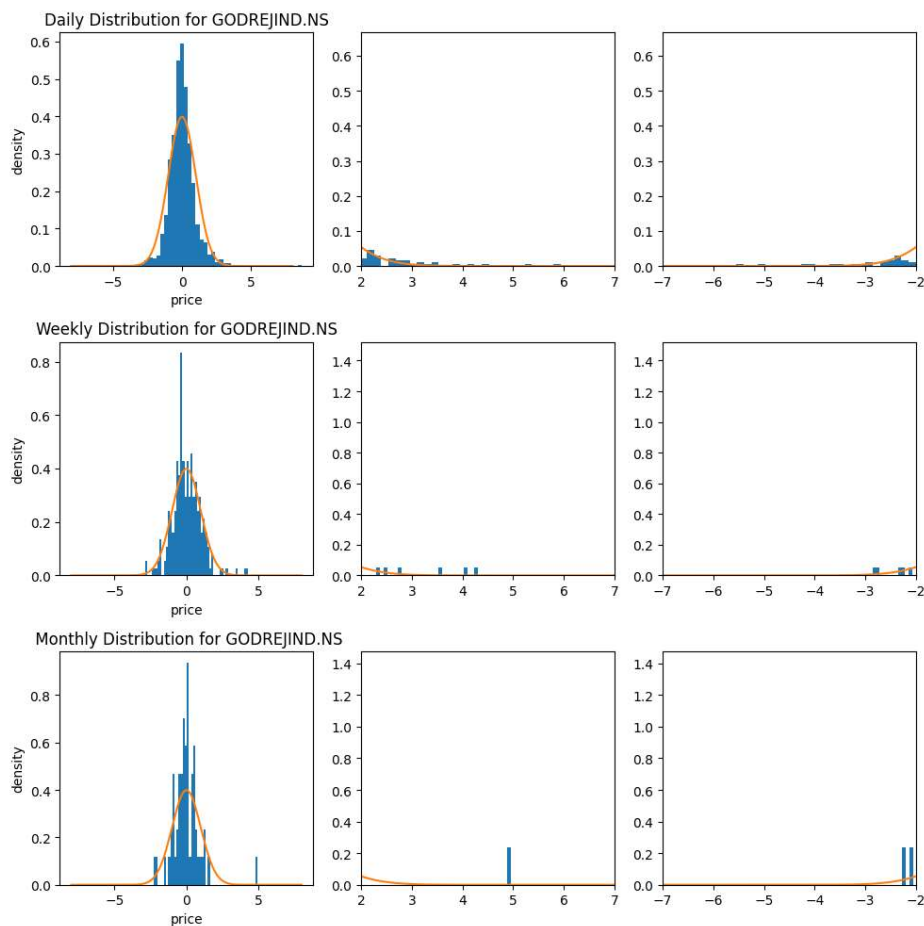 Daily Distribution for GODREJIND.NS
0.6 0.6 0.6
0.5 0.5 0.5
0.4 0.4 0.4
density
0.3 0.3 0.3
0.2 0.2 0.2
0.1 0.1 0.1
0.0 0.0 0.0
−5 0 5 2 3 4 5 6 7 −7 −6 −5 −4 −3 −2
price
Weekly Distribution for GODREJIND.NS
1.4 1.4
0.8 1.2 1.2
1.0 1.0
0.6
density
0.8 0.8
0.4 0.6 0.6
0.4 0.4
0.2
0.2 0.2
0.0 0.0 0.0
−5 0 5 2 3 4 5 6 7 −7 −6 −5 −4 −3 −2
price
Monthly Distribution for GODREJIND.NS
1.4 1.4
0.8 1.2 1.2
1.0 1.0
0.6
density
0.8 0.8
0.4 0.6 0.6
0.4 0.4
0.2
0.2 0.2
0.0 0.0 0.0
−5 0 5 2 3 4 5 6 7 −7 −6 −5 −4 −3 −2
price